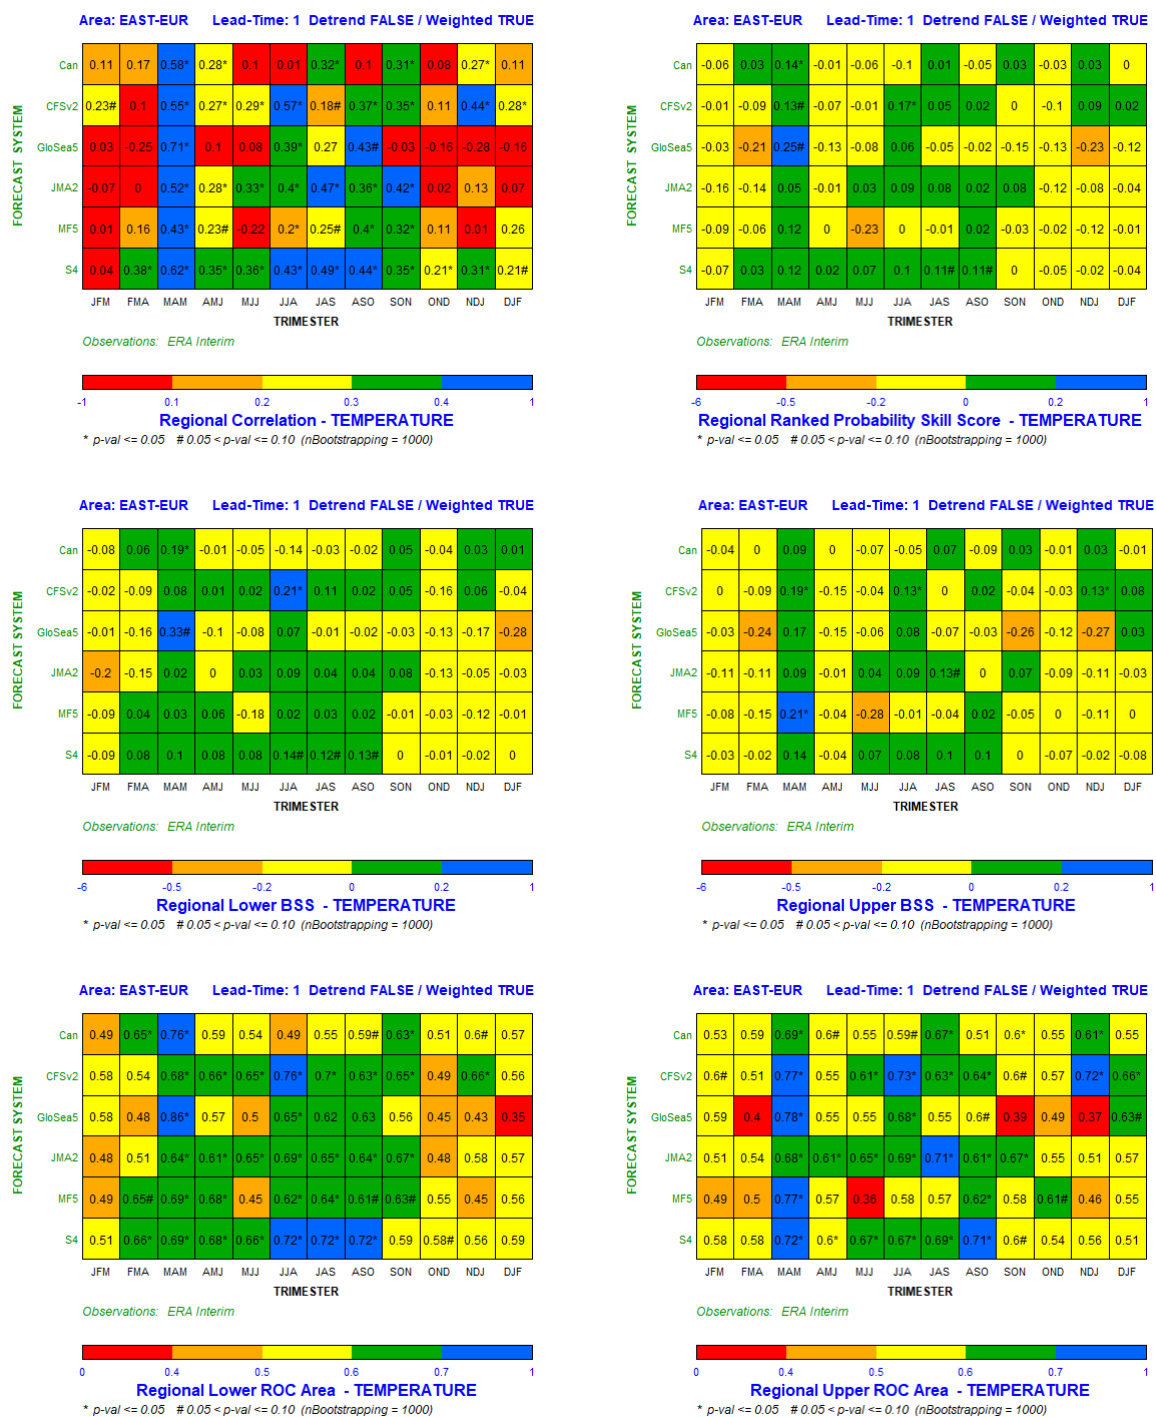 Area: EAST-EUR Lead-Time: 1 Detrend FALSE / Weighted TRUE
FORECAST SYSTEM
Can 0.11 0.17 0.58* 0.28* 0.1 0.01 0.32* 0.1 0.31* 0.08 0.27* 0.11
CFSv2 0.23# 0.1 0.55* 0.27* 0.29* 0.57* 0.18# 0.37* 0.35* 0.11 0.44* 0.28*
GloSea5 0.03 -0.25 0.71* 0.1 0.08 0.39* 0.27 0.43# -0.03 -0.16 -0.28 -0.16
JMA2 -0.07 0 0.52* 0.28* 0.33* 0.4* 0.47* 0.36* 0.42* 0.02 0.13 0.07
MF5 0.01 0.16 0.43* 0.23# -0.22 0.2* 0.25# 0.4* 0.32* 0.11 0.01 0.26
S4 0.04 0.38* 0.62* 0.35* 0.36* 0.43* 0.49* 0.44* 0.35* 0.21* 0.31* 0.21#
JFM FMA MAM AMJ MJJ JJA JAS ASO SON OND NDJ DJF
TRIMESTER
Observations: ERA Interim
-1 0.1 0.2 0.3 0.4 1
Regional Correlation - TEMPERATURE
* p-val <= 0.05 # 0.05 < p-val <= 0.10 (nBootstrapping = 1000)
Area: EAST-EUR Lead-Time: 1 Detrend FALSE / Weighted TRUE
FORECAST SYSTEM
Can -0.06 0.03 0.14* -0.01 -0.06 -0.1 0.01 -0.05 0.03 -0.03 0.03 0
CFSv2 -0.01 -0.09 0.13# -0.07 -0.01 0.17* 0.05 0.02 0 -0.1 0.09 0.02
GloSea5 -0.03 -0.21 0.25# -0.13 -0.08 0.06 -0.05 -0.02 -0.15 -0.13 -0.23 -0.12
JMA2 -0.16 -0.14 0.05 -0.01 0.03 0.09 0.08 0.02 0.08 -0.12 -0.08 -0.04
MF5 -0.09 -0.06 0.12 0 -0.23 0 -0.01 0.02 -0.03 -0.02 -0.12 -0.01
S4 -0.07 0.03 0.12 0.02 0.07 0.1 0.11# 0.11# 0 -0.05 -0.02 -0.04
JFM FMA MAM AMJ MJJ JJA JAS ASO SON OND NDJ DJF
TRIMESTER
Observations: ERA Interim
-6 -0.5 -0.2 0 0.2 1
Regional Ranked Probability Skill Score - TEMPERATURE
* p-val <= 0.05 # 0.05 < p-val <= 0.10 (nBootstrapping = 1000)
Area: EAST-EUR Lead-Time: 1 Detrend FALSE / Weighted TRUE
FORECAST SYSTEM
Can -0.08 0.06 0.19* -0.01 -0.05 -0.14 -0.03 -0.02 0.05 -0.04 0.03 0.01
CFSv2 -0.02 -0.09 0.08 0.01 0.02 0.21* 0.11 0.02 0.05 -0.16 0.06 -0.04
GloSea5 -0.01 -0.16 0.33# -0.1 -0.08 0.07 -0.01 -0.02 -0.03 -0.13 -0.17 -0.28
JMA2 -0.2 -0.15 0.02 0 0.03 0.09 0.04 0.04 0.08 -0.13 -0.05 -0.03
MF5 -0.09 0.04 0.03 0.06 -0.18 0.02 0.03 0.02 -0.01 -0.03 -0.12 -0.01
S4 -0.09 0.08 0.1 0.08 0.08 0.14# 0.12# 0.13# 0 -0.01 -0.02 0
JFM FMA MAM AMJ MJJ JJA JAS ASO SON OND NDJ DJF
TRIMESTER
Observations: ERA Interim
-6 -0.5 -0.2 0 0.2 1
Regional Lower BSS - TEMPERATURE
* p-val <= 0.05 # 0.05 < p-val <= 0.10 (nBootstrapping = 1000)
Area: EAST-EUR Lead-Time: 1 Detrend FALSE / Weighted TRUE
FORECAST SYSTEM
Can -0.04 0 0.09 0 -0.07 -0.05 0.07 -0.09 0.03 -0.01 0.03 -0.01
CFSv2 0 -0.09 0.19* -0.15 -0.04 0.13* 0 0.02 -0.04 -0.03 0.13* 0.08
GloSea5 -0.03 -0.24 0.17 -0.15 -0.06 0.08 -0.07 -0.03 -0.26 -0.12 -0.27 0.03
JMA2 -0.11 -0.11 0.09 -0.01 0.04 0.09 0.13# 0 0.07 -0.09 -0.11 -0.03
MF5 -0.08 -0.15 0.21* -0.04 -0.28 -0.01 -0.04 0.02 -0.05 0 -0.11 0
S4 -0.03 -0.02 0.14 -0.04 0.07 0.08 0.1 0.1 0 -0.07 -0.02 -0.08
JFM FMA MAM AMJ MJJ JJA JAS ASO SON OND NDJ DJF
TRIMESTER
Observations: ERA Interim
-6 -0.5 -0.2 0 0.2 1
Regional Upper BSS - TEMPERATURE
* p-val <= 0.05 # 0.05 < p-val <= 0.10 (nBootstrapping = 1000)
Area: EAST-EUR Lead-Time: 1 Detrend FALSE / Weighted TRUE
FORECAST SYSTEM
Can 0.49 0.65* 0.76* 0.59 0.54 0.49 0.55 0.59# 0.63* 0.51 0.6# 0.57
CFSv2 0.58 0.54 0.68* 0.66* 0.65* 0.76* 0.7* 0.63* 0.65* 0.49 0.66* 0.56
GloSea5 0.58 0.48 0.86* 0.57 0.5 0.65* 0.62 0.63 0.56 0.45 0.43 0.35
JMA2 0.48 0.51 0.64* 0.61* 0.65* 0.69* 0.65* 0.64* 0.67* 0.48 0.58 0.57
MF5 0.49 0.65# 0.69* 0.68* 0.45 0.62* 0.64* 0.61# 0.63# 0.55 0.45 0.56
S4 0.51 0.66* 0.69* 0.68* 0.66* 0.72* 0.72* 0.72* 0.59 0.58# 0.56 0.59
JFM FMA MAM AMJ MJJ JJA JAS ASO SON OND NDJ DJF
TRIMESTER
Observations: ERA Interim
0 0.4 0.5 0.6 0.7 1
Regional Lower ROC Area - TEMPERATURE
* p-val <= 0.05 # 0.05 < p-val <= 0.10 (nBootstrapping = 1000)
Area: EAST-EUR Lead-Time: 1 Detrend FALSE / Weighted TRUE
FORECAST SYSTEM
Can 0.53 0.59 0.69* 0.6# 0.55 0.59# 0.67* 0.51 0.6* 0.55 0.61* 0.55
CFSv2 0.6# 0.51 0.77* 0.55 0.61* 0.73* 0.63* 0.64* 0.6# 0.57 0.72* 0.66*
GloSea5 0.59 0.4 0.78* 0.55 0.55 0.68* 0.55 0.6# 0.39 0.49 0.37 0.63#
JMA2 0.51 0.54 0.68* 0.61* 0.65* 0.69* 0.71* 0.61* 0.67* 0.55 0.51 0.57
MF5 0.49 0.5 0.77* 0.57 0.36 0.58 0.57 0.62* 0.58 0.61# 0.46 0.55
S4 0.58 0.58 0.72* 0.6* 0.67* 0.67* 0.69* 0.71* 0.6# 0.54 0.56 0.51
JFM FMA MAM AMJ MJJ JJA JAS ASO SON OND NDJ DJF
TRIMESTER
Observations: ERA Interim
0 0.4 0.5 0.6 0.7 1
Regional Upper ROC Area - TEMPERATURE
* p-val <= 0.05 # 0.05 < p-val <= 0.10 (nBootstrapping = 1000)